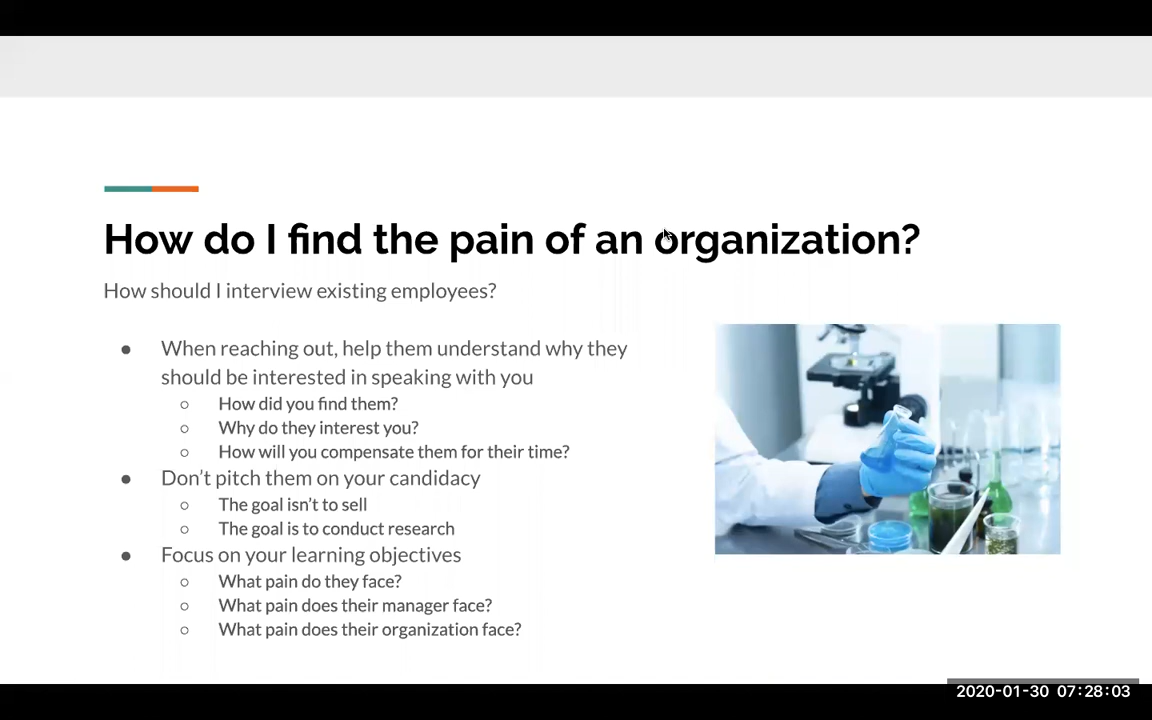 How do I find the pain of an organization?
How should I interview existing employees?
● When reaching out, help them understand why they
should be interested in speaking with you
○ How did you find them?
○ Why do they interest you?
○ How will you compensate them for their time?
● Don’t pitch them on your candidacy
○ The goal isn’t to sell
○ The goal is to conduct research
● Focus on your learning objectives
○ What pain do they face?
○ What pain does their manager face?
○ What pain does their organization face?
2020-01-30 07:28:03